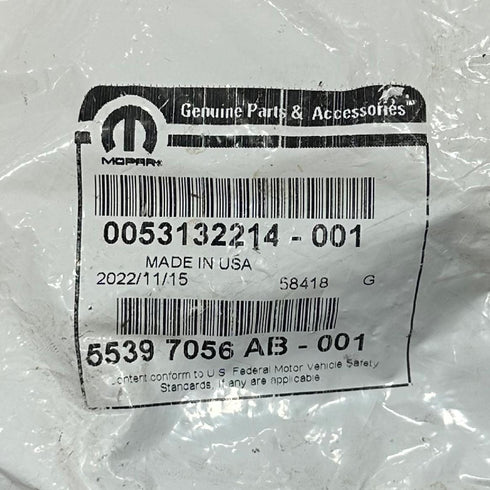 Genuine Parts & Accessories™
MOPAR
0053132214 - 001
MADE IN USA
2022/11/15 58418 G
5539 7056 AB - 001
Content conform to U.S. Federal Motor Vehicle Safety
Standards, if any are applicable